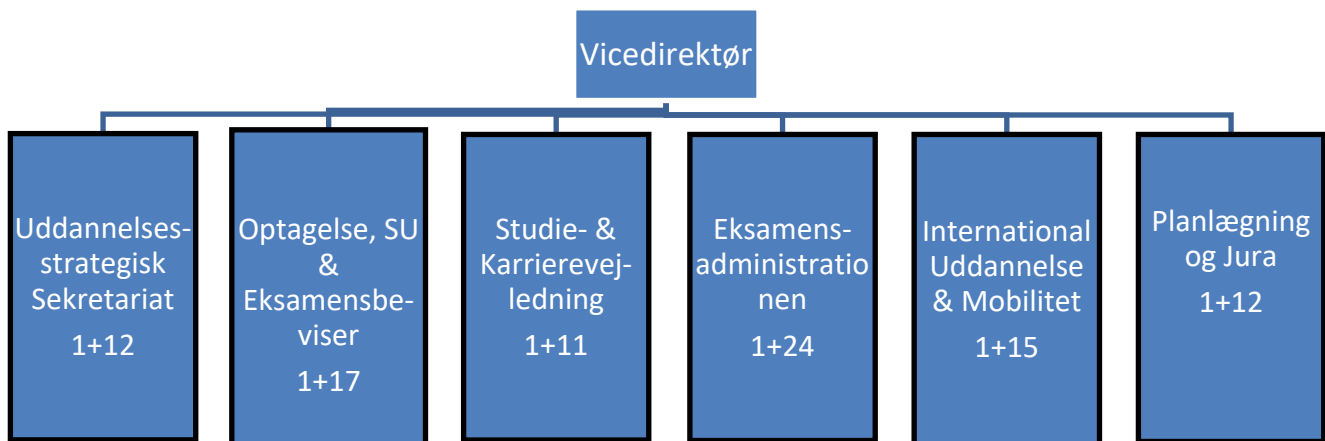 Vicedirektør
Uddannelses-
strategisk
Sekretariat
1+12
Optagelse, SU
&
Eksamensbe-
viser
1+17
Studie- &
Karrierevej-
ledning
1+11
Eksamens-
administratio
nen
1+24
International
Uddannelse
& Mobilitet
1+15
Planlægning
og Jura
1+12